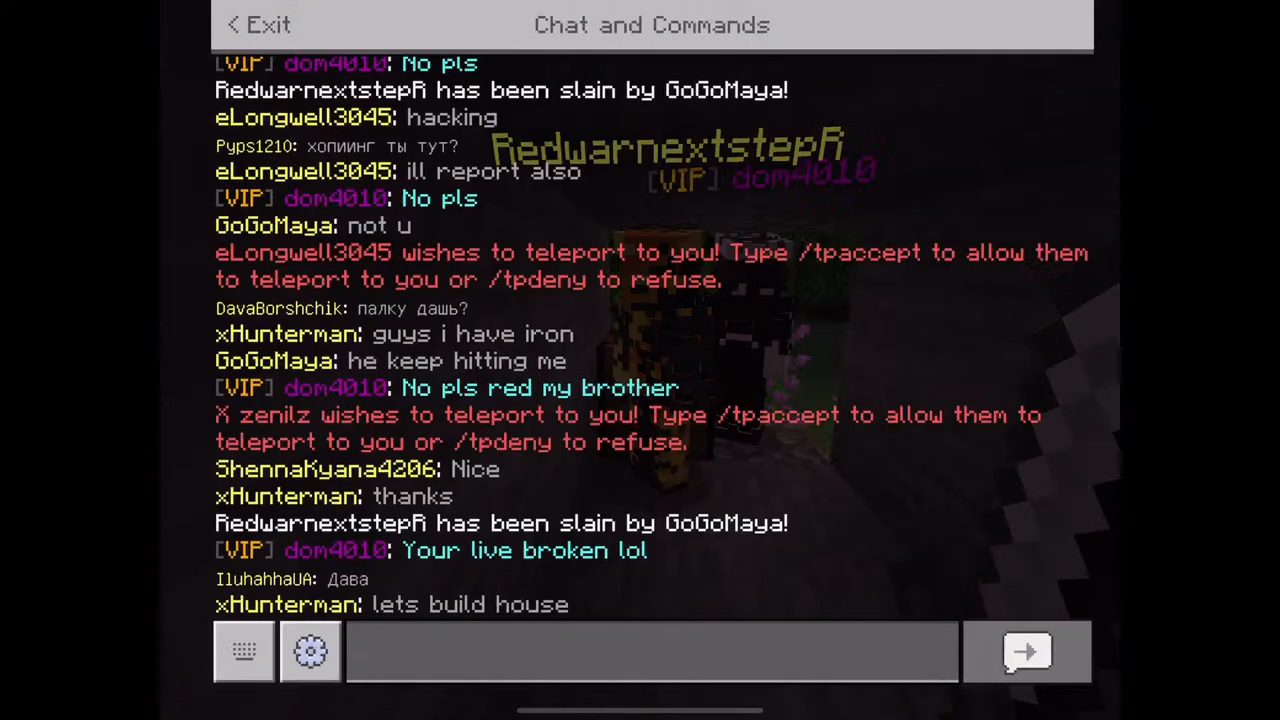 < Exit
Chat and Commands
[VIP] dom4010: No pls
RedwarnextstepR has been slain by GoGoMaya!
eLongwell3045: hacking
RedwarnextstepR
Pyps1210: хопиинг ты тут?
eLongwell3045: ill report also
[VIP] dom4010
[VIP] dom4010: No pls
GoGoMaya: not u
eLongwell3045 wishes to teleport to you! Type /tpaccept to allow them
to teleport to you or /tpdeny to refuse.
DavaBorshchik: палку дашь?
xHunterman: guys i have iron
GoGoMaya: he keep hitting me
[VIP] dom4010: No pls red my brother
X zenilz wishes to teleport to you! Type /tpaccept to allow them to
teleport to you or /tpdeny to refuse.
ShennaKyana4206: Nice
xHunterman: thanks
RedwarnextstepR has been slain by GoGoMaya!
[VIP] dom4010: Your live broken lol
IluhahhaUA: Дава
xHunterman: lets build house